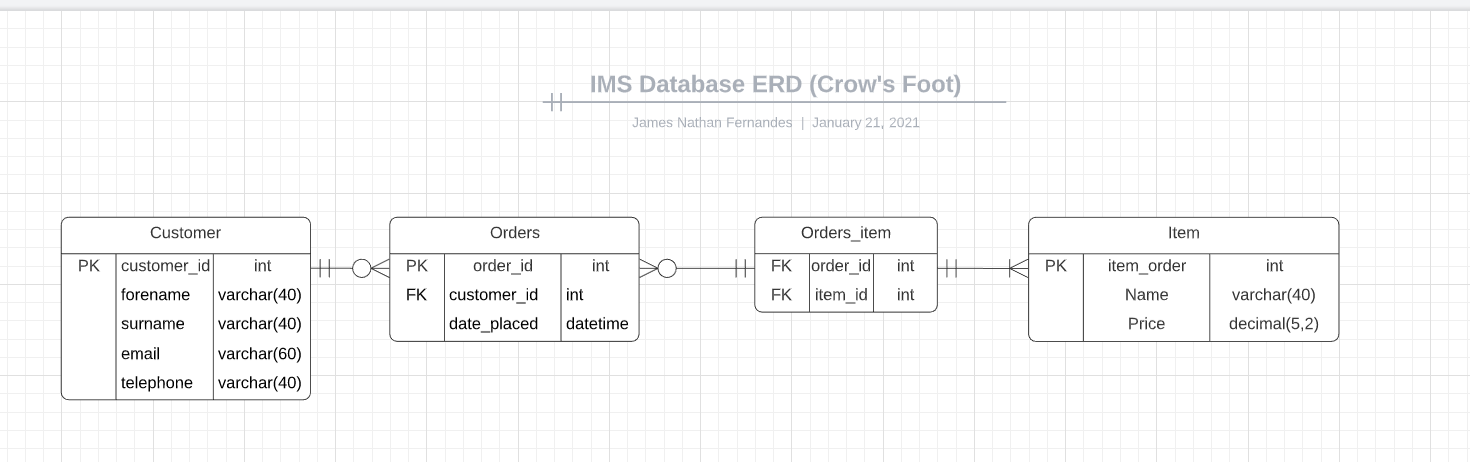 IMS Database ERD (Crow's Foot)
James Nathan Fernandes | January 21, 2021
Customer
PK customer_id int
forename varchar(40)
surname varchar(40)
email varchar(60)
telephone varchar(40)
Orders
PK order_id int
FK customer_id int
date_placed datetime
Orders_item
FK order_id int
FK item_id int
Item
PK item_order int
Name varchar(40)
Price decimal(5,2)